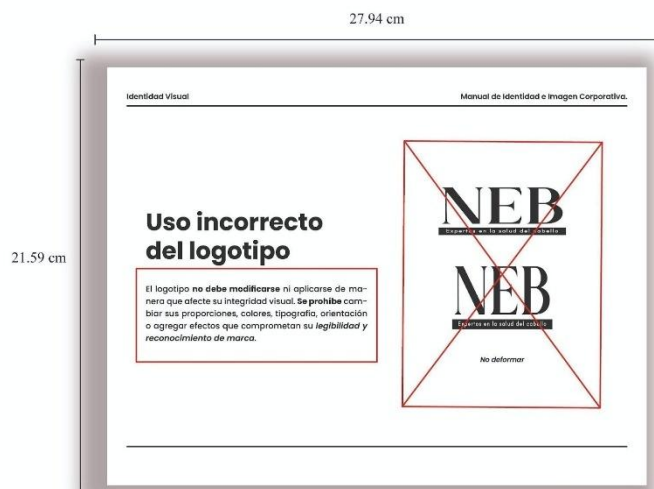 27.94 cm
Identidad Visual
Manual de Identidad e Imagen Corporativa.
Uso incorrecto
del logotipo
21.59 cm
El logotipo no debe modificarse ni aplicarse de ma-
nera que afecte su integridad visual. Se prohíbe cam-
biar sus proporciones, colores, tipografía, orientación
o agregar efectos que comprometan su legibilidad y
reconocimiento de marca.
NEB
Expertos en la salud del cabello
NEB
Expertos en la salud del cabello
No deformar